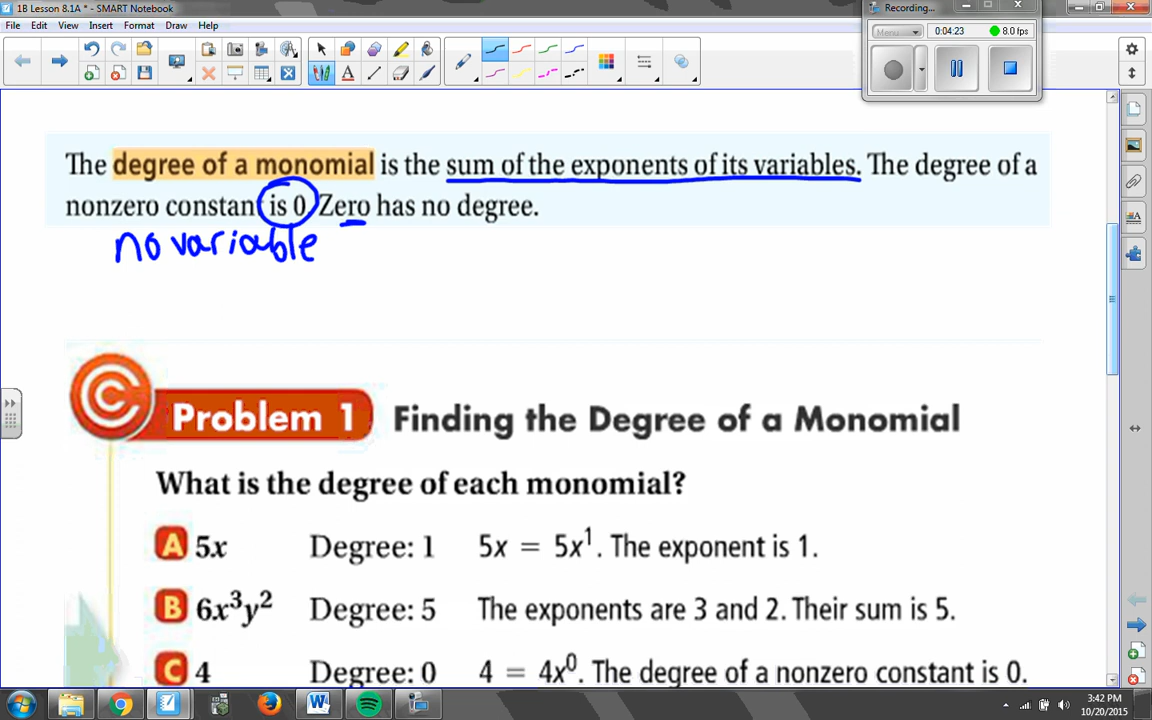 1B Lesson 8.1A * - SMART Notebook
Recording...
File Edit View Insert Format Draw Help
Menu
0:04:23
8.0 fps
The degree of a monomial is the sum of the exponents of its variables. The degree of a
nonzero constant is 0. Zero has no degree.
no variable
Problem 1 Finding the Degree of a Monomial
What is the degree of each monomial?
A 5x Degree: 1 5x = 5x¹. The exponent is 1.
B 6x³y² Degree: 5 The exponents are 3 and 2. Their sum is 5.
C 4 Degree: 0 4 = 4x⁰. The degree of a nonzero constant is 0.
3:42 PM
10/20/2015